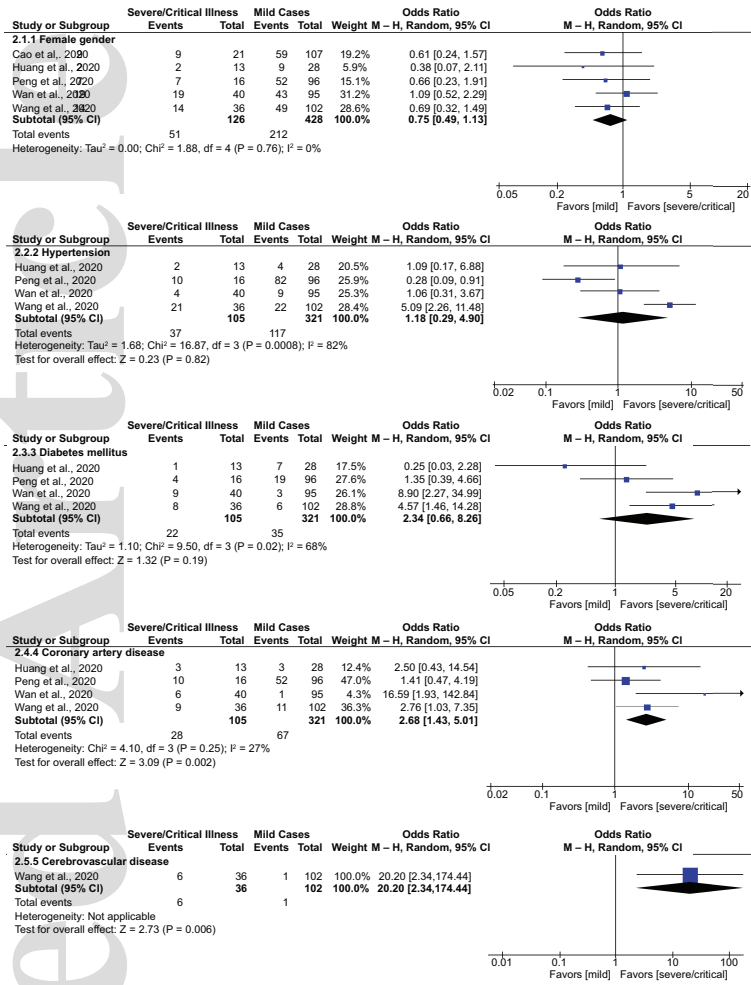 Severe/Critical Illness Mild Cases Odds Ratio Odds Ratio
Study or Subgroup Events Total Events Total Weight M – H, Random, 95% CI M – H, Random, 95% CI
2.1.1 Female gender
Cao et al,. 2020 9 21 59 107 19.2% 0.61 [0.24, 1.57]
Huang et al., 2020 2 13 9 28 5.9% 0.38 [0.07, 2.11]
Peng et al., 2020 7 16 52 96 15.1% 0.66 [0.23, 1.91]
Wan et al., 2020 19 40 43 95 31.2% 1.09 [0.52, 2.29]
Wang et al., 2020 14 36 49 102 28.6% 0.69 [0.32, 1.49]
Subtotal (95% CI) 126 428 100.0% 0.75 [0.49, 1.13]
Total events 51 212
Heterogeneity: Tau² = 0.00; Chi² = 1.88, df = 4 (P = 0.76); I² = 0%
0.05 0.2 1 5 20
Favors [mild] Favors [severe/critical]
Severe/Critical Illness Mild Cases Odds Ratio Odds Ratio
Study or Subgroup Events Total Events Total Weight M – H, Random, 95% CI M – H, Random, 95% CI
2.2.2 Hypertension
Huang et al., 2020 2 13 4 28 20.5% 1.09 [0.17, 6.88]
Peng et al., 2020 10 16 82 96 25.9% 0.28 [0.09, 0.91]
Wan et al., 2020 4 40 9 95 25.2% 1.06 [0.31, 3.67]
Wang et al., 2020 21 36 22 102 28.4% 5.09 [2.26, 11.48]
Subtotal (95% CI) 105 321 100.0% 1.18 [0.29, 4.90]
Total events 37 117
Heterogeneity: Tau² = 1.68; Chi² = 16.87, df = 3 (P = 0.0008); I² = 82%
Test for overall effect: Z = 0.23 (P = 0.82)
0.02 0.1 1 10 50
Favors [mild] Favors [severe/critical]
Severe/Critical Illness Mild Cases Odds Ratio Odds Ratio
Study or Subgroup Events Total Events Total Weight M – H, Random, 95% CI M – H, Random, 95% CI
2.3.3 Diabetes mellitus
Huang et al., 2020 1 13 7 28 17.5% 0.25 [0.03, 2.28]
Peng et al., 2020 4 16 19 96 27.6% 1.35 [0.39, 4.66]
Wan et al., 2020 9 40 3 95 26.1% 8.90 [2.27, 34.99]
Wang et al., 2020 8 36 6 102 28.8% 4.57 [1.46, 14.28]
Subtotal (95% CI) 105 321 100.0% 2.34 [0.66, 8.26]
Total events 22 35
Heterogeneity: Tau² = 1.10; Chi² = 9.50, df = 3 (P = 0.02); I² = 68%
Test for overall effect: Z = 1.32 (P = 0.19)
0.05 0.2 1 5 20
Favors [mild] Favors [severe/critical]
Severe/Critical Illness Mild Cases Odds Ratio Odds Ratio
Study or Subgroup Events Total Events Total Weight M – H, Random, 95% CI M – H, Random, 95% CI
2.4.4 Coronary artery disease
Huang et al., 2020 3 13 3 28 12.4% 2.50 [0.43, 14.54]
Peng et al., 2020 10 16 52 96 47.0% 1.41 [0.47, 4.19]
Wan et al., 2020 6 40 1 95 4.3% 16.59 [1.93, 142.84]
Wang et al., 2020 9 36 11 102 36.3% 2.76 [1.03, 7.35]
Subtotal (95% CI) 105 321 100.0% 2.68 [1.43, 5.01]
Total events 28 67
Heterogeneity: Chi² = 4.10, df = 3 (P = 0.25); I² = 27%
Test for overall effect: Z = 3.09 (P = 0.002)
0.02 0.1 1 10 50
Favors [mild] Favors [severe/critical]
Severe/Critical Illness Mild Cases Odds Ratio Odds Ratio
Study or Subgroup Events Total Events Total Weight M – H, Random, 95% CI M – H, Random, 95% CI
2.5.5 Cerebrovascular disease
Wang et al., 2020 6 36 1 102 100.0% 20.20 [2.34,174.44]
Subtotal (95% CI) 36 102 100.0% 20.20 [2.34,174.44]
Total events 6 1
Heterogeneity: Not applicable
Test for overall effect: Z = 2.73 (P = 0.006)
0.01 0.1 1 10 100
Favors [mild] Favors [severe/critical]
ed Article